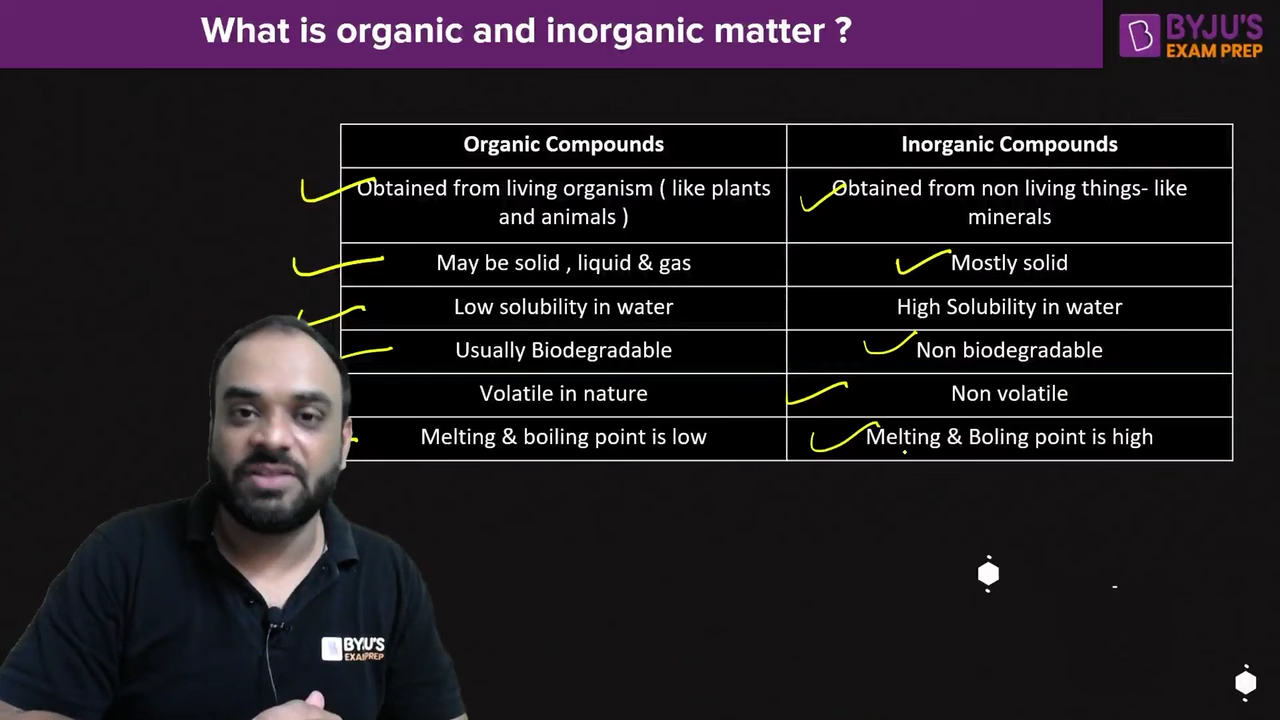 What is organic and inorganic matter ?
BYJU'S
EXAM PREP
Organic Compounds
Inorganic Compounds
Obtained from living organism ( like plants
and animals )
Obtained from non living things- like
minerals
May be solid , liquid & gas
Mostly solid
Low solubility in water
High Solubility in water
Usually Biodegradable
Non biodegradable
Volatile in nature
Non volatile
Melting & boiling point is low
Melting & Boling point is high
BYJU'S
EXAM PREP